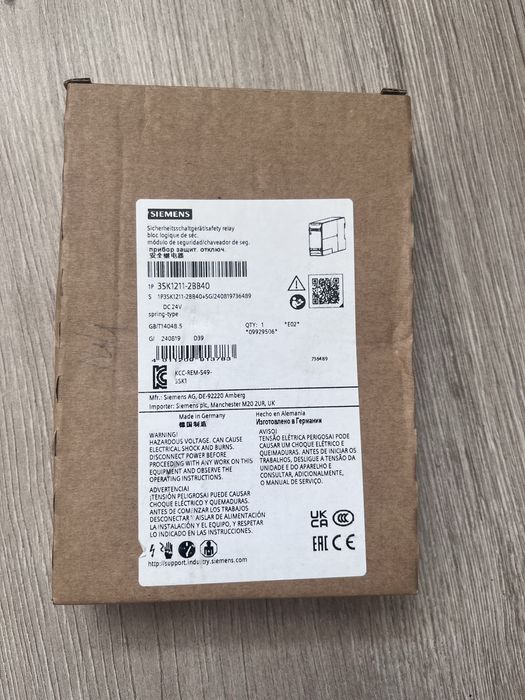 SIEMENS
Sicherheitsschaltgerät/safety relay
bloc logique de séc.
módulo de seguridad/chaveador de seg.
прибор защит. отключ.
安全继电器
1P 3SK1211-2BB40
S 1P3SK1211-2BB40+SG/240819736489
DC 24V
spring-type
GB/T14048.5
QTY: 1 *E02*
*09929506*
G/ 240819 D39
736489
KCC-REM-S49-
3SK1
Mfr.: Siemens AG, DE-92220 Amberg
Importer: Siemens plc, Manchester M20 2UR, UK
Made in Germany
德国制造
Hecho en Alemania
Изготовлено в Германии
WARNING!
HAZARDOUS VOLTAGE. CAN CAUSE
ELECTRICAL SHOCK AND BURNS.
DISCONNECT POWER BEFORE
PROCEEDING WITH ANY WORK ON THIS
EQUIPMENT AND OBSERVE THE
OPERATING INSTRUCTIONS.
ADVERTENCIA!
¡TENSIÓN PELIGROSA! PUEDE CAUSAR
CHOQUE ELÉCTRICO Y QUEMADURAS.
ANTES DE COMENZAR LOS TRABAJOS
DESCONECTAR Y AISLAR DE ALIMENTACIÓN
LA INSTALACIÓN Y EL EQUIPO, Y RESPETAR
LO INDICADO EN LAS INSTRUCCIONES.
AVISO!
TENSÃO ELÉTRICA PERIGOSA! PODE
CAUSAR UM CHOQUE ELÉTRICO E
QUEIMADURAS. ANTES DE INICIAR OS
TRABALHOS, DESLIGUE A TENSÃO DA
UNIDADE E DO APARELHO E
CONSULTAR, ADICIONALMENTE,
O MANUAL DE SERVIÇO.
UK
CA
CCC
EAC CE
http://support.industry.siemens.com